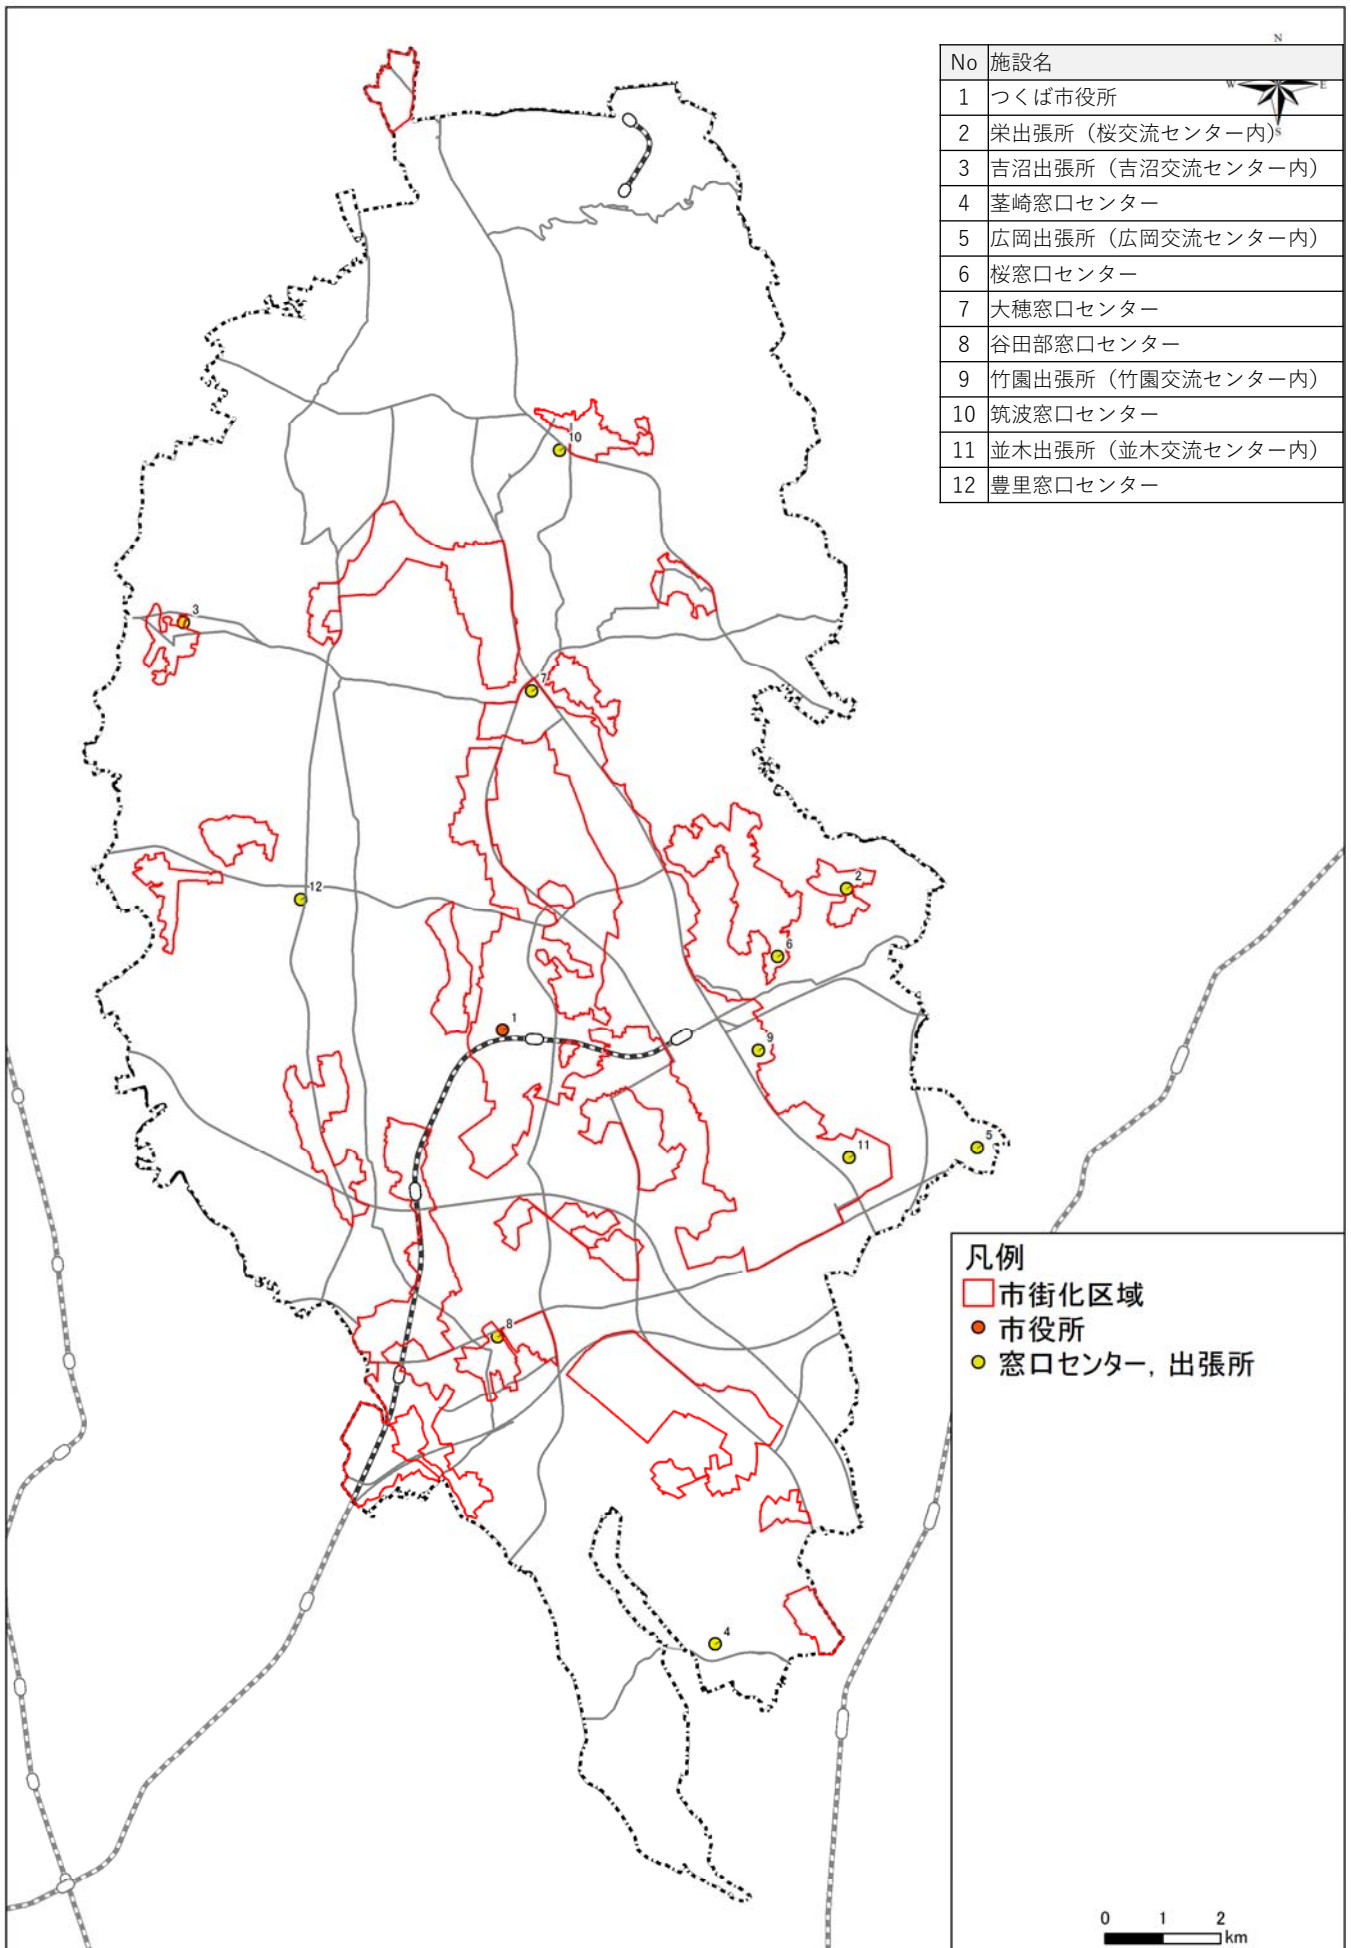 N
W E
S
No 施設名
1 つくば市役所
2 栄出張所（桜交流センター内）
3 吉沼出張所（吉沼交流センター内）
4 茎崎窓口センター
5 広岡出張所（広岡交流センター内）
6 桜窓口センター
7 大穂窓口センター
8 谷田部窓口センター
9 竹園出張所（竹園交流センター内）
10 筑波窓口センター
11 並木出張所（並木交流センター内）
12 豊里窓口センター
10
3
7
2
12
6
1
9
5
11
8
4
凡例
市街化区域
市役所
窓口センター，出張所
0 1 2
km